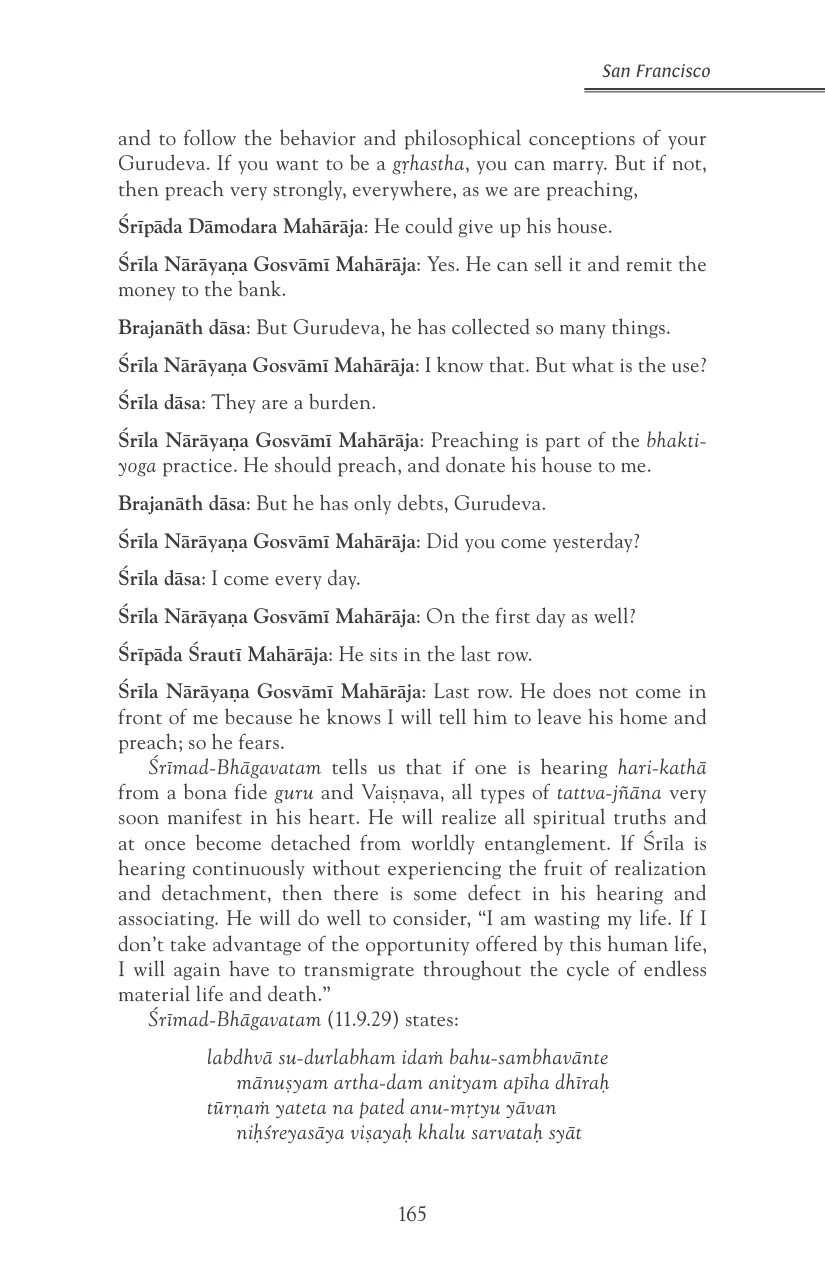 San Francisco
and to follow the behavior and philosophical conceptions of your
Gurudeva. If you want to be a gṛhastha, you can marry. But if not,
then preach very strongly, everywhere, as we are preaching,
Śrīpāda Dāmodara Mahārāja: He could give up his house.
Śrīla Nārāyaṇa Gosvāmī Mahārāja: Yes. He can sell it and remit the
money to the bank.
Brajanāth dāsa: But Gurudeva, he has collected so many things.
Śrīla Nārāyaṇa Gosvāmī Mahārāja: I know that. But what is the use?
Śrīla dāsa: They are a burden.
Śrīla Nārāyaṇa Gosvāmī Mahārāja: Preaching is part of the bhakti-
yoga practice. He should preach, and donate his house to me.
Brajanāth dāsa: But he has only debts, Gurudeva.
Śrīla Nārāyaṇa Gosvāmī Mahārāja: Did you come yesterday?
Śrīla dāsa: I come every day.
Śrīla Nārāyaṇa Gosvāmī Mahārāja: On the first day as well?
Śrīpāda Śrautī Mahārāja: He sits in the last row.
Śrīla Nārāyaṇa Gosvāmī Mahārāja: Last row. He does not come in
front of me because he knows I will tell him to leave his home and
preach; so he fears.
Śrīmad-Bhāgavatam tells us that if one is hearing hari-kathā
from a bona fide guru and Vaiṣṇava, all types of tattva-jñāna very
soon manifest in his heart. He will realize all spiritual truths and
at once become detached from worldly entanglement. If Śrīla is
hearing continuously without experiencing the fruit of realization
and detachment, then there is some defect in his hearing and
associating. He will do well to consider, “I am wasting my life. If I
don’t take advantage of the opportunity offered by this human life,
I will again have to transmigrate throughout the cycle of endless
material life and death.”
Śrīmad-Bhāgavatam (11.9.29) states:
labdhvā su-durlabham idaṁ bahu-sambhavānte
mānuṣyam artha-dam anityam apīha dhīraḥ
tūrṇaṁ yateta na pated anu-mṛtyu yāvan
niḥśreyasāya viṣayaḥ khalu sarvataḥ syāt
165